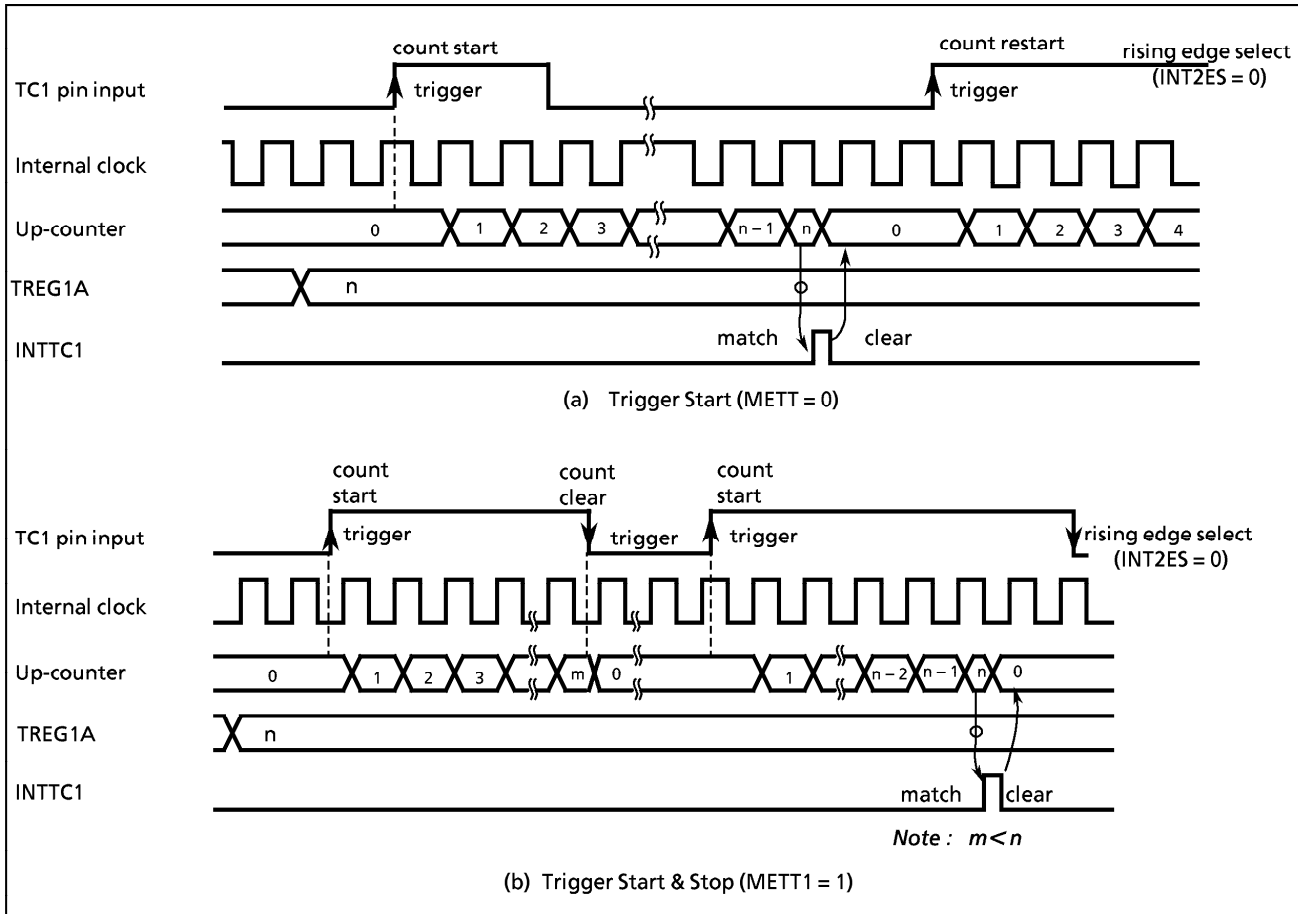 count start
count restart
rising edge select
(INT2ES = 0)
TC1 pin input
trigger
trigger
Internal clock
Up-counter
0 1 2 3 n – 1 n 0 1 2 3 4
TREG1A
n
INTTC1
match clear
(a) Trigger Start (METT = 0)
count start
count clear
count start
TC1 pin input
trigger
trigger
trigger
rising edge select
(INT2ES = 0)
Internal clock
Up-counter
0 1 2 3 m 0 1 n – 2 n – 1 n 0
TREG1A
n
INTTC1
match clear
Note : m < n
(b) Trigger Start & Stop (METT1 = 1)